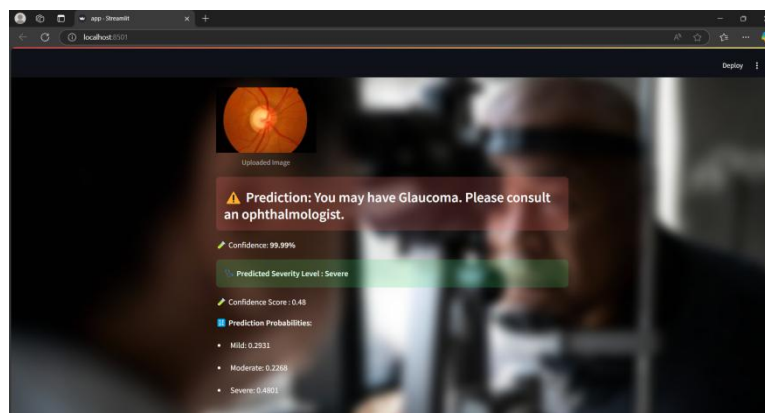 app · Streamlit
localhost:8501
Deploy
Uploaded Image
Prediction: You may have Glaucoma. Please consult
an ophthalmologist.
Confidence: 99.99%
Predicted Severity Level : Severe
Confidence Score : 0.48
Prediction Probabilities:
Mild: 0.2931
Moderate: 0.2268
Severe: 0.4801